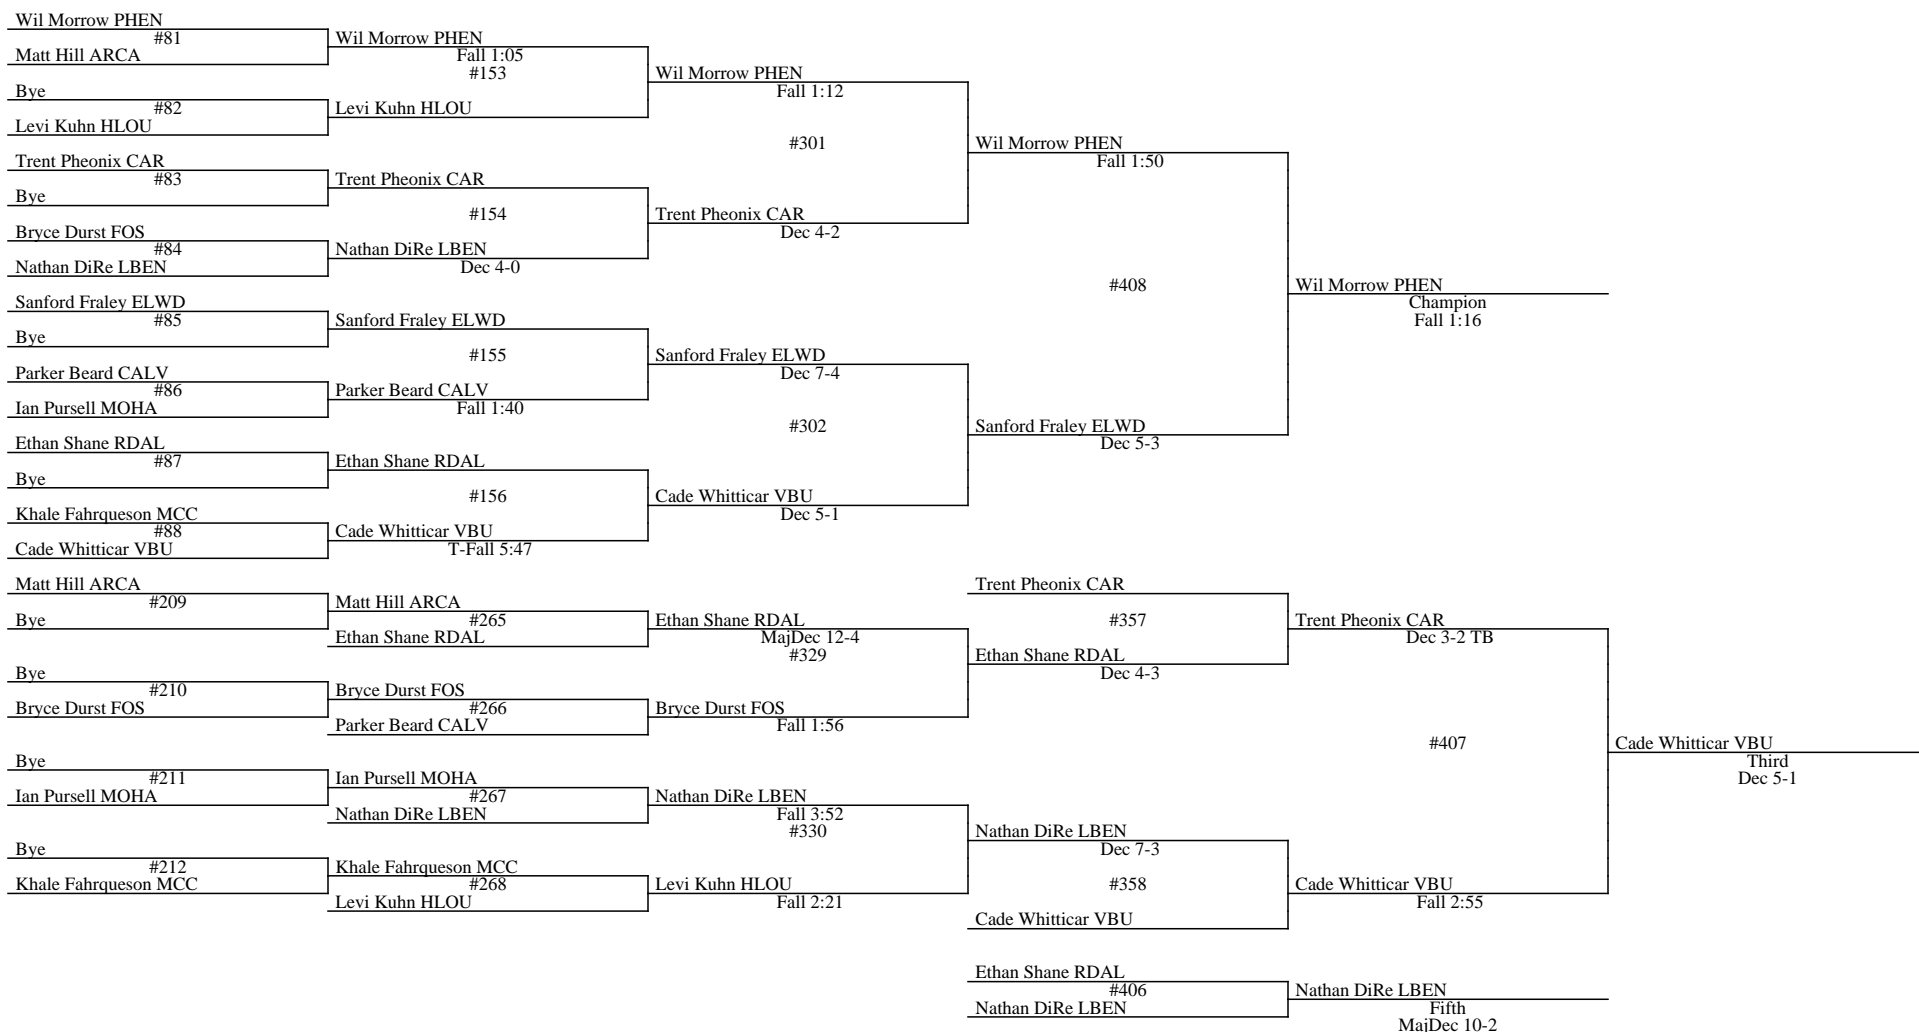 Wil Morrow PHEN
#81
Matt Hill ARCA
Bye
#82
Levi Kuhn HLOU
Trent Pheonix CAR
#83
Bye
Bryce Durst FOS
#84
Nathan DiRe LBEN
Sanford Fraley ELWD
#85
Bye
Parker Beard CALV
#86
Ian Pursell MOHA
Ethan Shane RDAL
#87
Bye
Khale Fahrqueson MCC
#88
Cade Whitticar VBU
Wil Morrow PHEN
Fall 1:05
#153
Levi Kuhn HLOU
Trent Pheonix CAR
#154
Nathan DiRe LBEN
Dec 4-0
Sanford Fraley ELWD
#155
Parker Beard CALV
Fall 1:40
Ethan Shane RDAL
#156
Cade Whitticar VBU
T-Fall 5:47
Wil Morrow PHEN
Fall 1:12
#301
Trent Pheonix CAR
Dec 4-2
Sanford Fraley ELWD
Dec 7-4
#302
Cade Whitticar VBU
Dec 5-1
Wil Morrow PHEN
Fall 1:50
#408
Sanford Fraley ELWD
Dec 5-3
Wil Morrow PHEN
Champion
Fall 1:16
Matt Hill ARCA
#209
Bye
Bye
#210
Bryce Durst FOS
Bye
#211
Ian Pursell MOHA
Bye
#212
Khale Fahrqueson MCC
Matt Hill ARCA
#265
Ethan Shane RDAL
Bryce Durst FOS
#266
Parker Beard CALV
Ian Pursell MOHA
#267
Nathan DiRe LBEN
Khale Fahrqueson MCC
#268
Levi Kuhn HLOU
Ethan Shane RDAL
MajDec 12-4
#329
Bryce Durst FOS
Fall 1:56
Nathan DiRe LBEN
Fall 3:52
#330
Levi Kuhn HLOU
Fall 2:21
Trent Pheonix CAR
#357
Ethan Shane RDAL
Dec 4-3
Nathan DiRe LBEN
Dec 7-3
#358
Cade Whitticar VBU
Trent Pheonix CAR
Dec 3-2 TB
#407
Cade Whitticar VBU
Fall 2:55
Cade Whitticar VBU
Third
Dec 5-1
Ethan Shane RDAL
#406
Nathan DiRe LBEN
Nathan DiRe LBEN
Fifth
MajDec 10-2